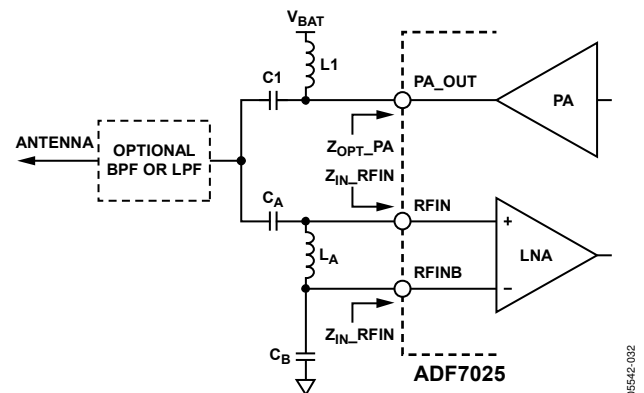 VBAT
L1
C1
PA_OUT
PA
ZOPT_PA
ANTENNA
OPTIONAL
BPF OR LPF
ZIN_RFIN
CA
RFIN
+
LA
LNA
RFINB
−
ZIN_RFIN
CB
ADF7025
05542-032